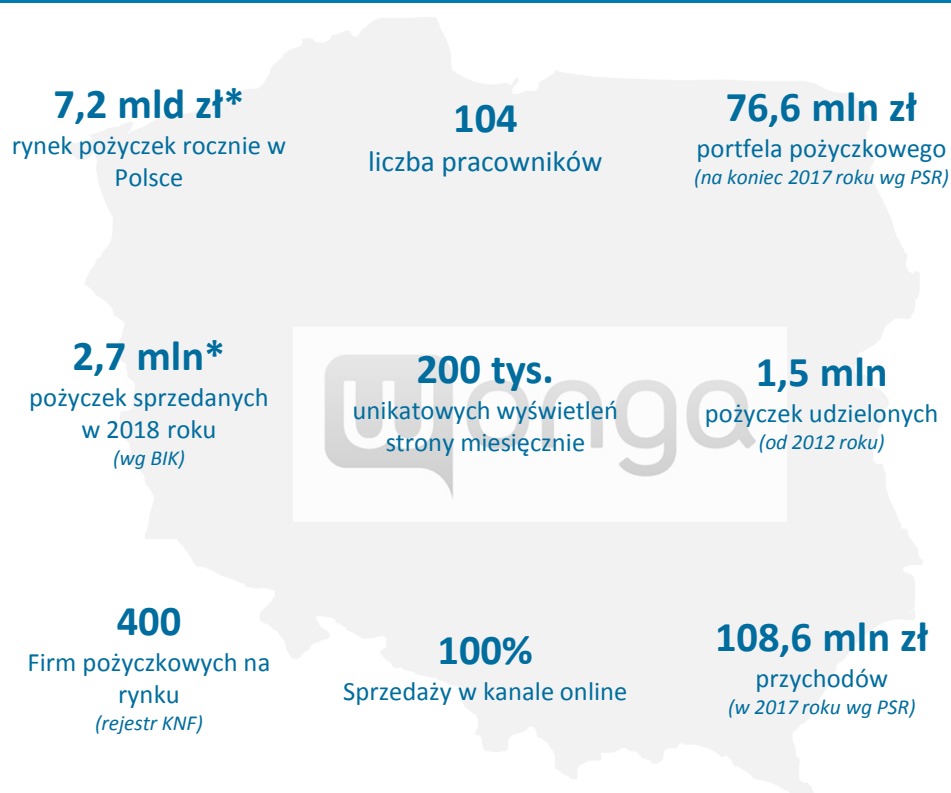 7,2 mld zł*
rynek pożyczek rocznie w
Polsce
104
liczba pracowników
76,6 mln zł
portfela pożyczkowego
(na koniec 2017 roku wg PSR)
2,7 mln*
pożyczek sprzedanych
w 2018 roku
(wg BIK)
wonga
200 tys.
unikatowych wyświetleń
strony miesięcznie
1,5 mln
pożyczek udzielonych
(od 2012 roku)
400
Firm pożyczkowych na
rynku
(rejestr KNF)
100%
Sprzedaży w kanale online
108,6 mln zł
przychodów
(w 2017 roku wg PSR)